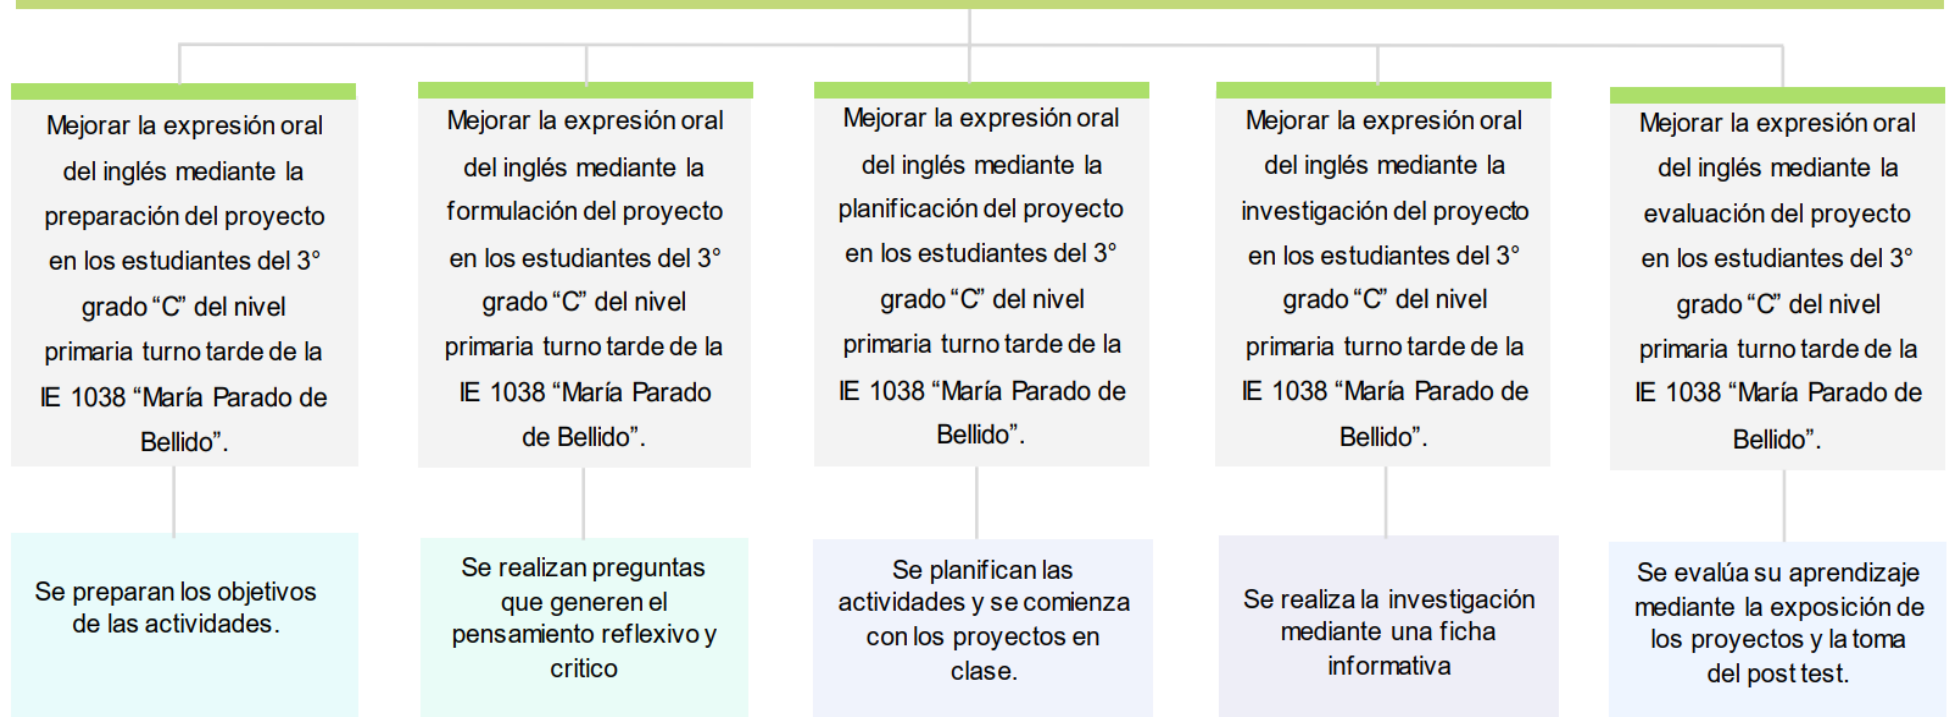 Mejorar la expresión oral
del inglés mediante la
preparación del proyecto
en los estudiantes del 3°
grado “C” del nivel
primaria turno tarde de la
IE 1038 “María Parado de
Bellido”.
Mejorar la expresión oral
del inglés mediante la
formulación del proyecto
en los estudiantes del 3°
grado “C” del nivel
primaria turno tarde de la
IE 1038 “María Parado
de Bellido”.
Mejorar la expresión oral
del inglés mediante la
planificación del proyecto
en los estudiantes del 3°
grado “C” del nivel
primaria turno tarde de la
IE 1038 “María Parado de
Bellido”.
Mejorar la expresión oral
del inglés mediante la
investigación del proyecto
en los estudiantes del 3°
grado “C” del nivel
primaria turno tarde de la
IE 1038 “María Parado de
Bellido”.
Mejorar la expresión oral
del inglés mediante la
evaluación del proyecto
en los estudiantes del 3°
grado “C” del nivel
primaria turno tarde de la
IE 1038 “María Parado de
Bellido”.
Se preparan los objetivos
de las actividades.
Se realizan preguntas
que generen el
pensamiento reflexivo y
critico
Se planifican las
actividades y se comienza
con los proyectos en
clase.
Se realiza la investigación
mediante una ficha
informativa
Se evalúa su aprendizaje
mediante la exposición de
los proyectos y la toma
del post test.